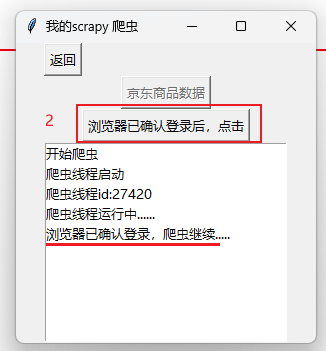 我的scrapy 爬虫
返回
京东商品数据
2
浏览器已确认登录后，点击
开始爬虫
爬虫线程启动
爬虫线程id:27420
爬虫线程运行中......
浏览器已确认登录，爬虫继续.....